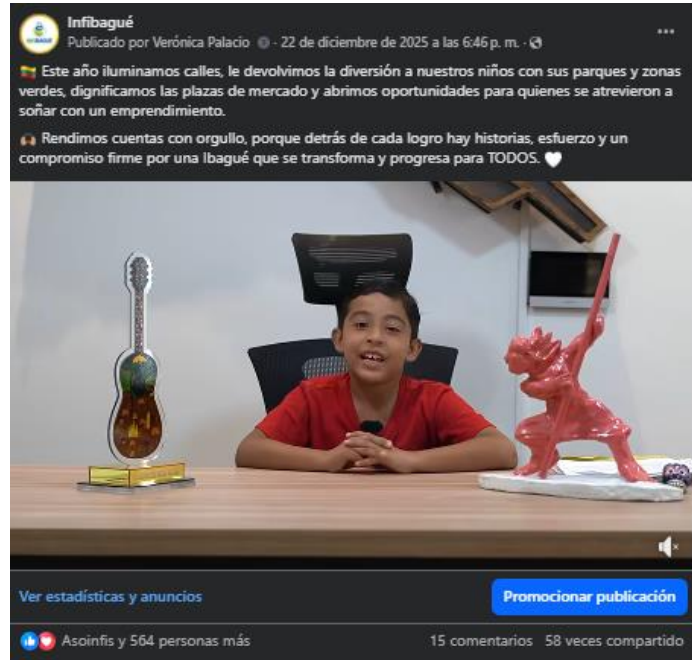 Infibagué
Publicado por Verónica Palacio · 22 de diciembre de 2025 a las 6:46 p. m. ·
Este año iluminamos calles, le devolvimos la diversión a nuestros niños con sus parques y zonas
verdes, dignificamos las plazas de mercado y abrimos oportunidades para quienes se atrevieron a
soñar con un emprendimiento.
Rendimos cuentas con orgullo, porque detrás de cada logro hay historias, esfuerzo y un
compromiso firme por una Ibagué que se transforma y progresa para TODOS.
Ver estadísticas y anuncios
Promocionar publicación
Asoinfis y 564 personas más
15 comentarios 58 veces compartido